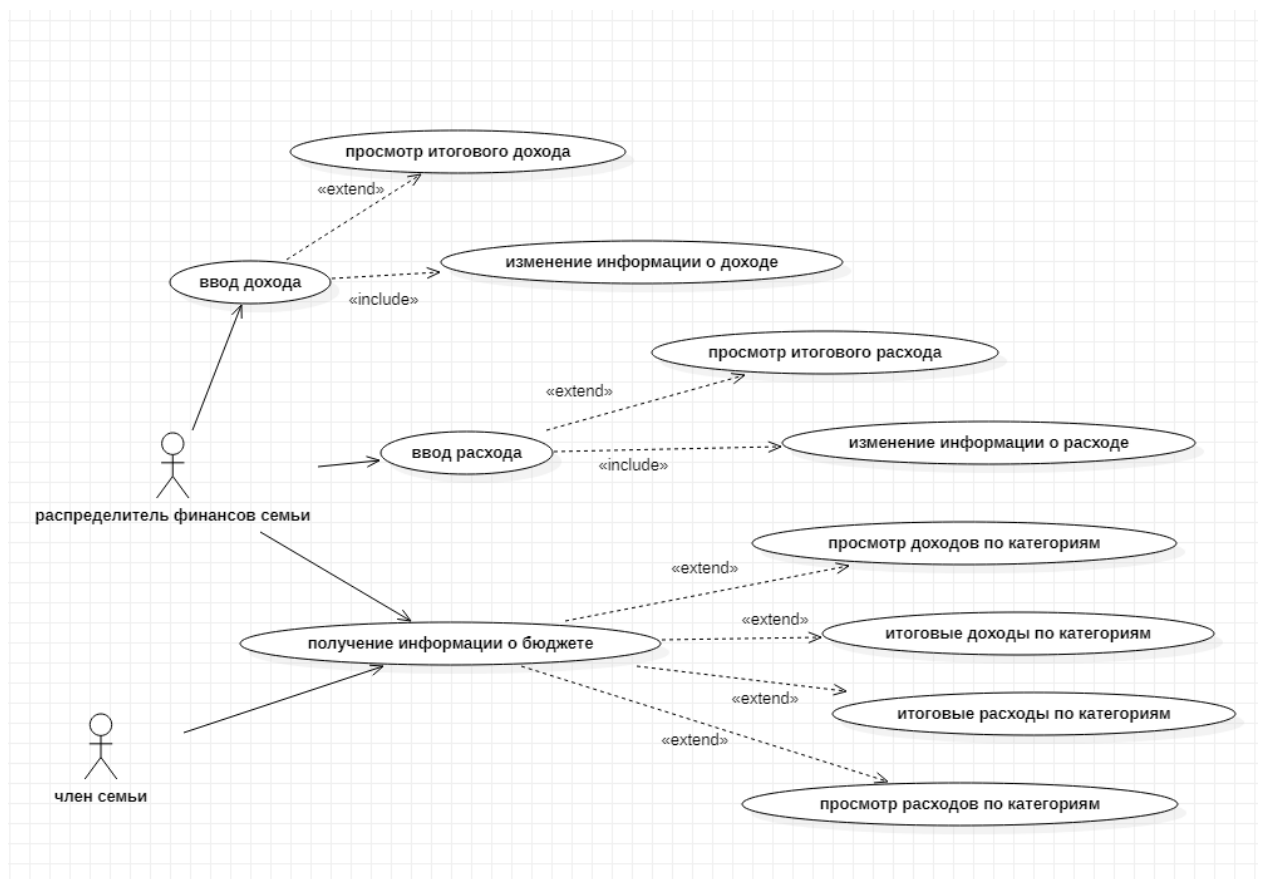 просмотр итогового дохода
«extend»
изменение информации о доходе
ввод дохода
«include»
просмотр итогового расхода
«extend»
изменение информации о расходе
ввод расхода
«include»
распределитель финансов семьи
просмотр доходов по категориям
«extend»
«extend»
итоговые доходы по категориям
получение информации о бюджете
«extend»
итоговые расходы по категориям
«extend»
член семьи
просмотр расходов по категориям